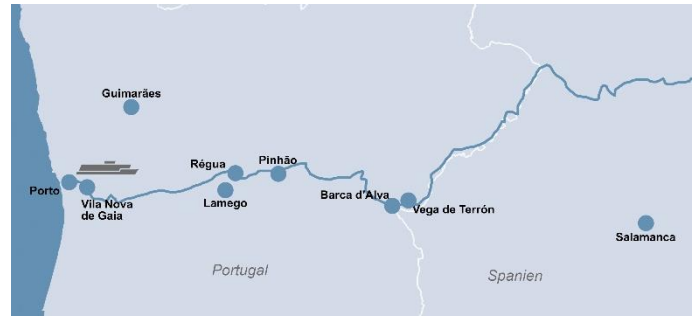 Guimarães
Régua
Pinhão
Porto
Vila Nova
de Gaia
Lamego
Barca d'Alva
Vega de Terrón
Salamanca
Portugal
Spanien